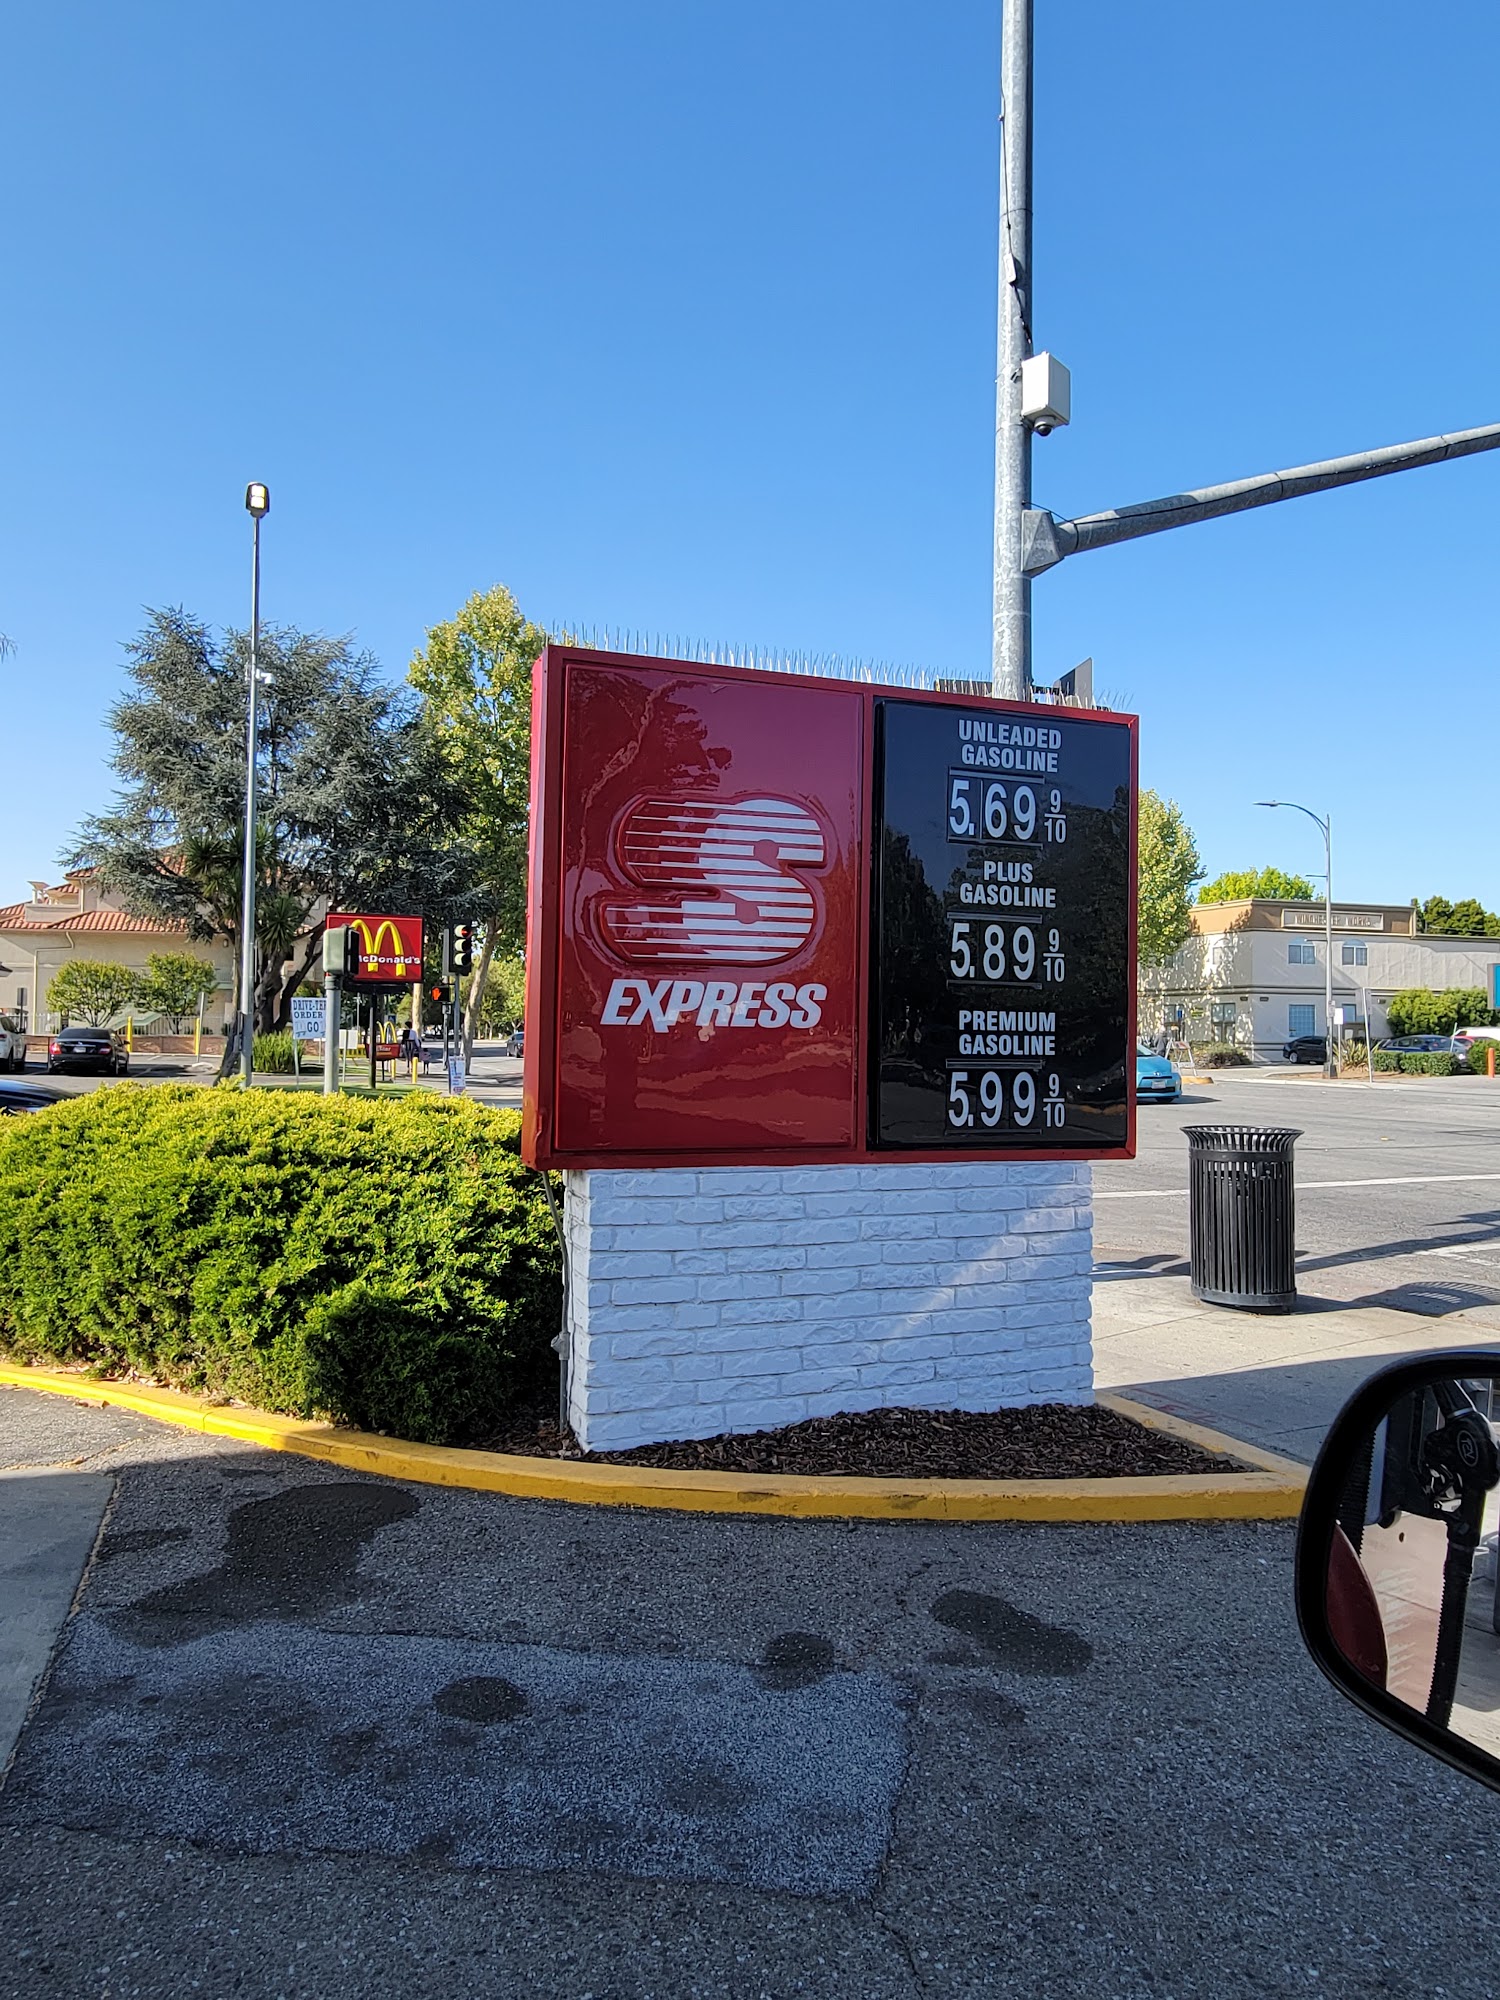 UNLEADED
GASOLINE
5.69 9/10
PLUS
GASOLINE
5.89 9/10
PREMIUM
GASOLINE
5.99 9/10
S
EXPRESS
McDonald's
DRIVE-THR
ORDER
GO